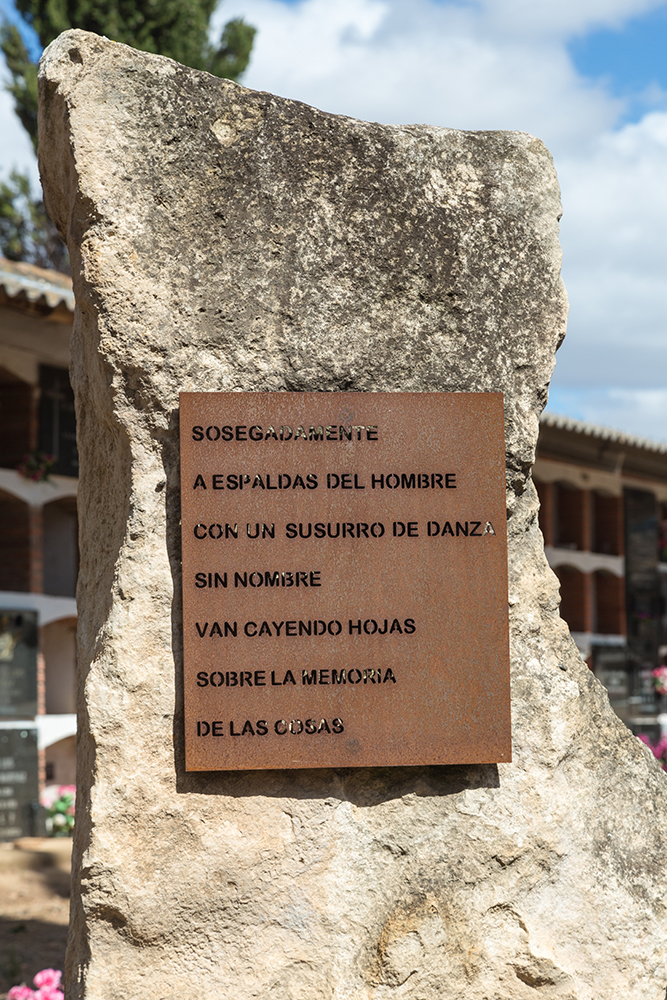 SOSEGADAMENTE
A ESPALDAS DEL HOMBRE
CON UN SUSURRO DE DANZA
SIN NOMBRE
VAN CAYENDO HOJAS
SOBRE LA MEMORIA
DE LAS COSAS